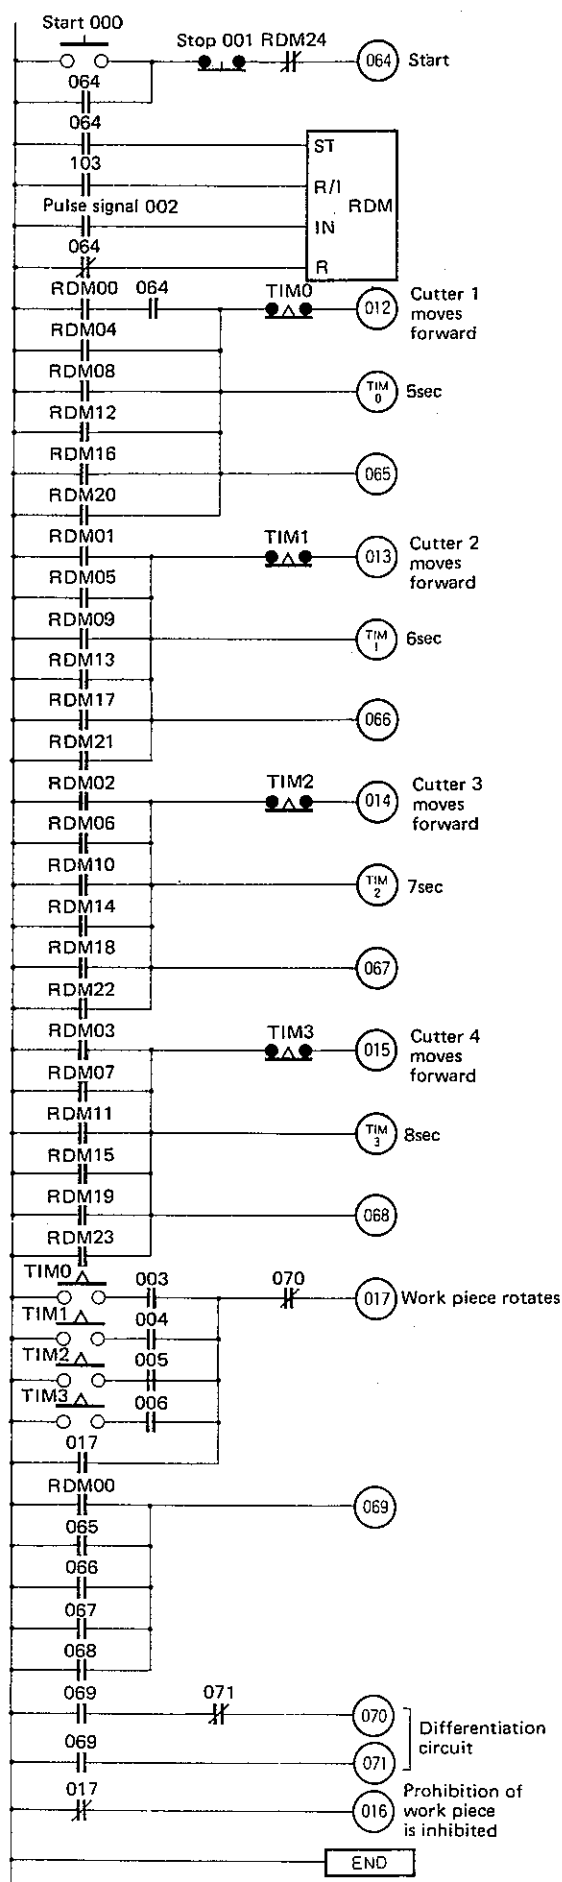 Start 000
Stop 001 RDM24
064 Start
064
064
ST
103
R/I
RDM
Pulse signal 002
IN
064
R
RDM00 064 TIM0 012 Cutter 1
moves
forward
RDM04
RDM08
TIM
0 5sec
RDM12
RDM16
065
RDM20
RDM01 TIM1 013 Cutter 2
moves
forward
RDM05
RDM09
TIM
1 6sec
RDM13
RDM17
066
RDM21
RDM02 TIM2 014 Cutter 3
moves
forward
RDM06
RDM10
TIM
2 7sec
RDM14
RDM18
067
RDM22
RDM03 TIM3 015 Cutter 4
moves
forward
RDM07
RDM11
TIM
3 8sec
RDM15
RDM19
068
RDM23
TIM0 003 070 017 Work piece rotates
TIM1 004
TIM2 005
TIM3 006
017
RDM00
069
065
066
067
068
069 071 070
Differentiation
circuit
069 071
017 016 Prohibition of
work piece
is inhibited
END